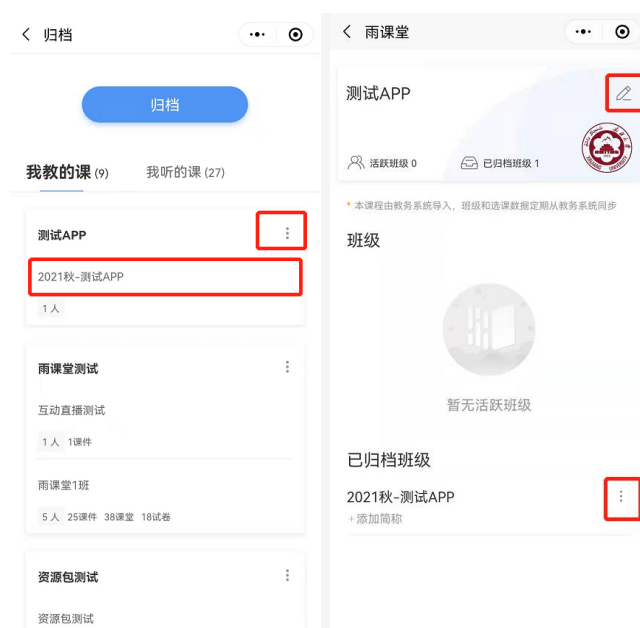 归档
归档
我教的课 (9) 我听的课 (27)
测试APP
2021秋-测试APP
1人
雨课堂测试
互动直播测试
1人 1课件
雨课堂1班
5人 25课件 38课堂 18试卷
资源包测试
资源包测试
雨课堂
测试APP
活跃班级 0 已归档班级 1
* 本课程由教务系统导入，班级和选课数据定期从教务系统同步
班级
暂无活跃班级
已归档班级
2021秋-测试APP
+添加简称